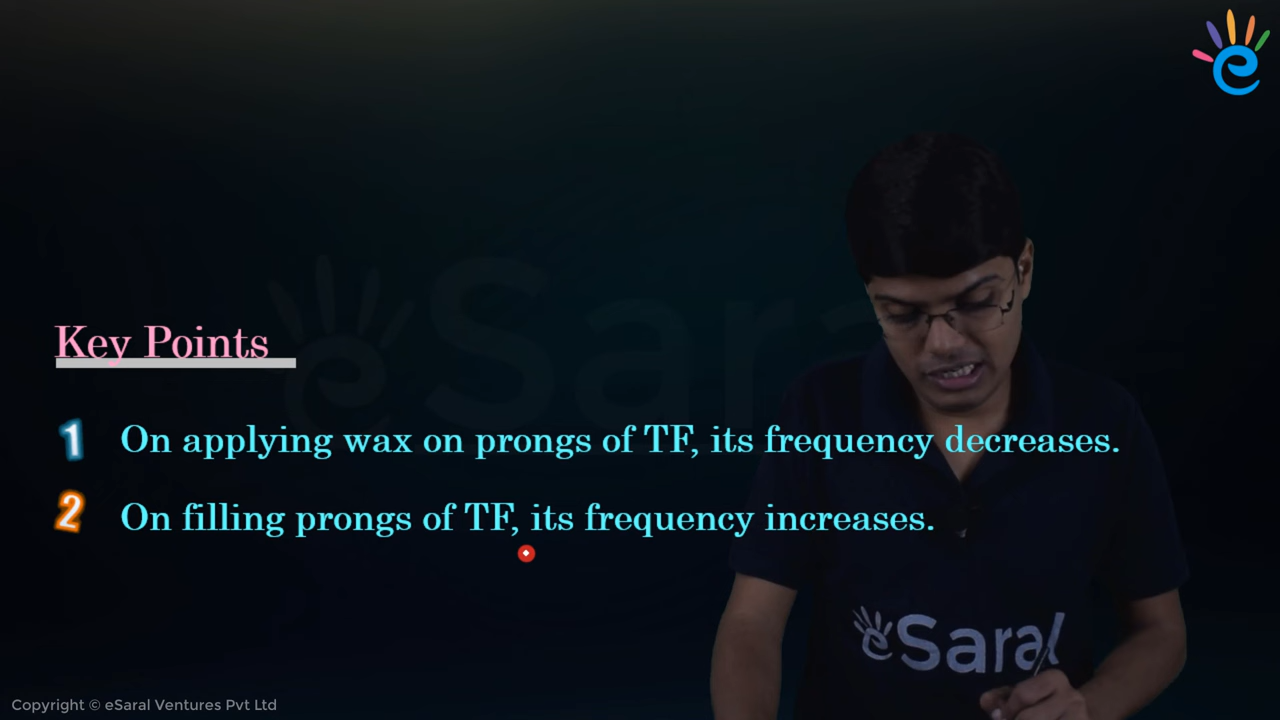 Key Points
1 On applying wax on prongs of TF, its frequency decreases.
2 On filling prongs of TF, its frequency increases.
eSaral
eSaral
Copyright © eSaral Ventures Pvt Ltd